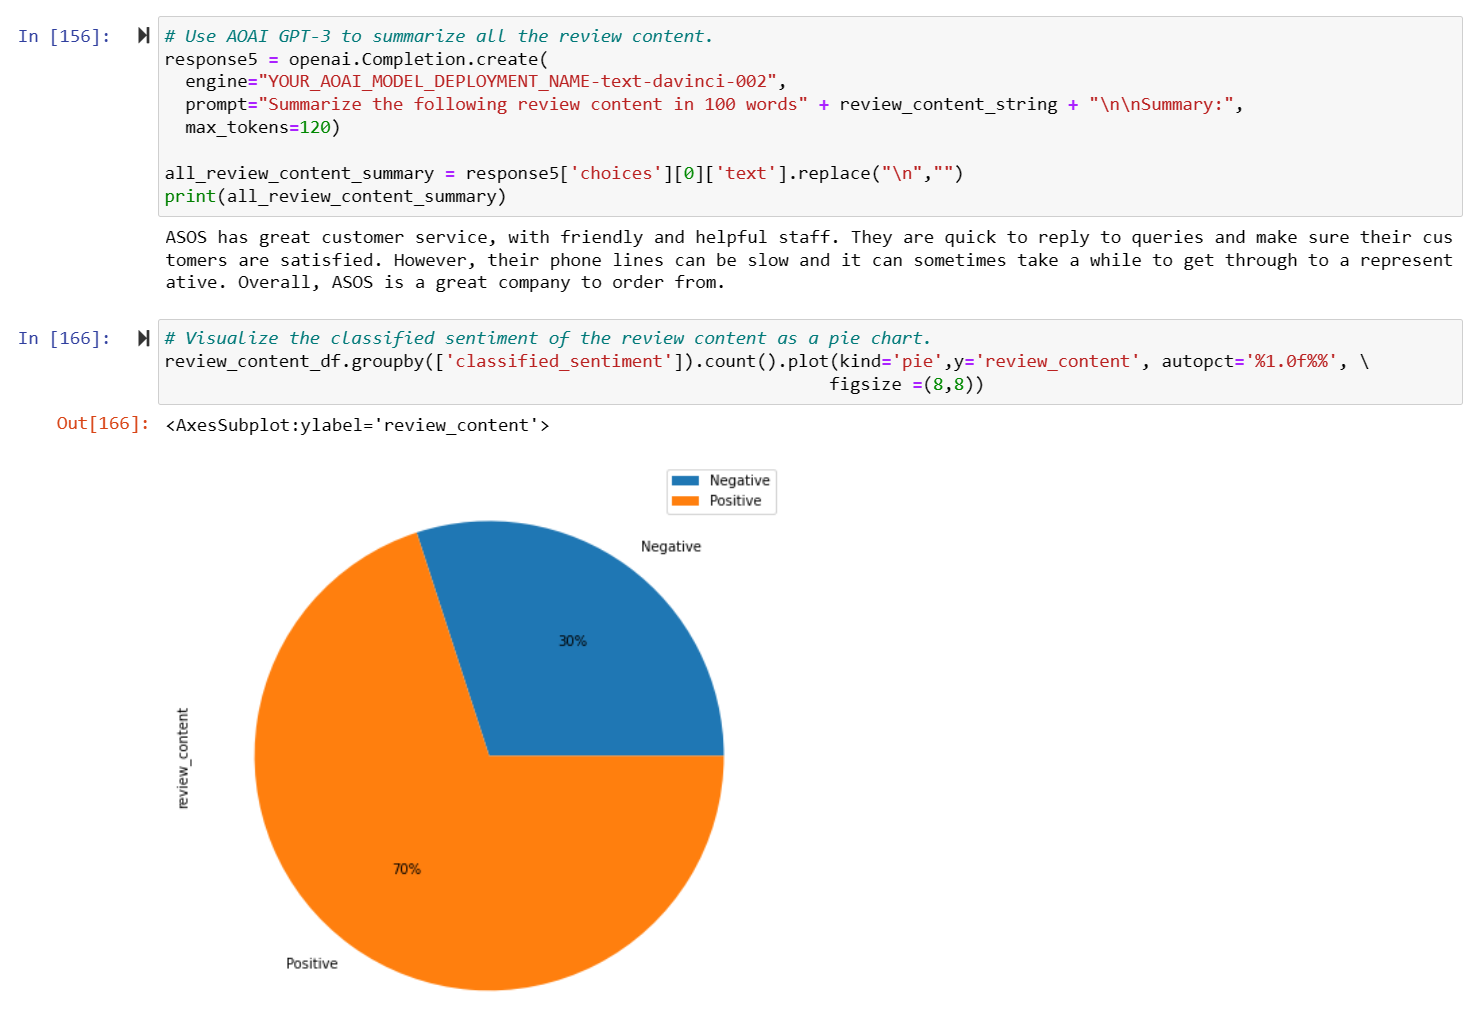 In [156]:
# Use AOAI GPT-3 to summarize all the review content.
response5 = openai.Completion.create(
  engine="YOUR_AOAI_MODEL_DEPLOYMENT_NAME-text-davinci-002",
  prompt="Summarize the following review content in 100 words" + review_content_string + "\n\nSummary:",
  max_tokens=120)

all_review_content_summary = response5['choices'][0]['text'].replace("\n","")
print(all_review_content_summary)
ASOS has great customer service, with friendly and helpful staff. They are quick to reply to queries and make sure their cus
tomers are satisfied. However, their phone lines can be slow and it can sometimes take a while to get through to a represent
ative. Overall, ASOS is a great company to order from.
In [166]:
# Visualize the classified sentiment of the review content as a pie chart.
review_content_df.groupby(['classified_sentiment']).count().plot(kind='pie',y='review_content', autopct='%1.0f%%', \
figsize =(8,8))
Out[166]:
<AxesSubplot:ylabel='review_content'>
Negative
Positive
Negative
30%
review_content
70%
Positive